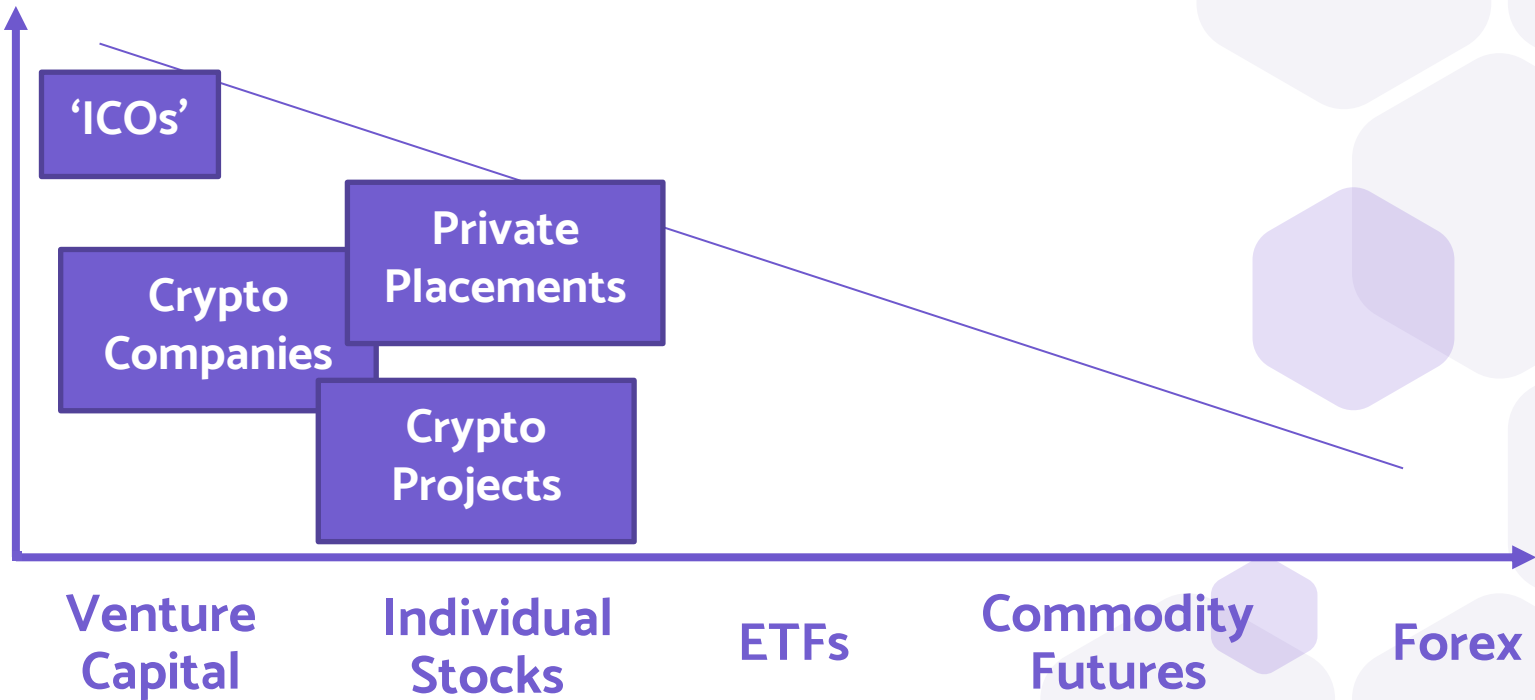 ‘ICOs’
Private
Placements
Crypto
Companies
Crypto
Projects
Venture
Capital
Individual
Stocks
ETFs
Commodity
Futures
Forex